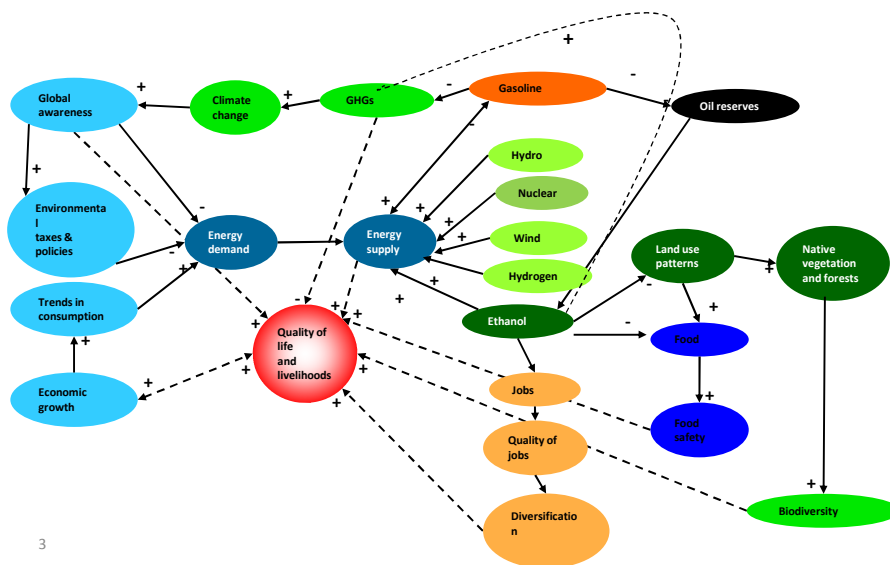 +
+
-
+
-
-
Global
awareness
Climate
change
GHGs
Gasoline
Oil reserves
-
Hydro
+
Nuclear
+
+
-
+
+
Environmenta
l
taxes &
policies
-
+
Energy
demand
Energy
supply
+
Wind
Hydrogen
+
+
Land use
patterns
-
+
Native
vegetation
and forests
Trends in
consumption
-
+
+
+
+
Ethanol
-
+
Food
+
Quality of
life
and
livelihoods
+
+
+
Economic
growth
+
Jobs
+
+
Food
safety
Quality of
jobs
+
Biodiversity
Diversificatio
n
3